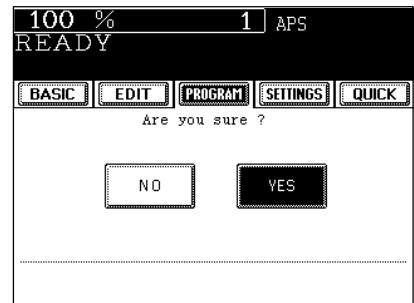 100 % 1 APS
READY
BASIC EDIT PROGRAM SETTINGS QUICK
Are you sure ?
NO YES